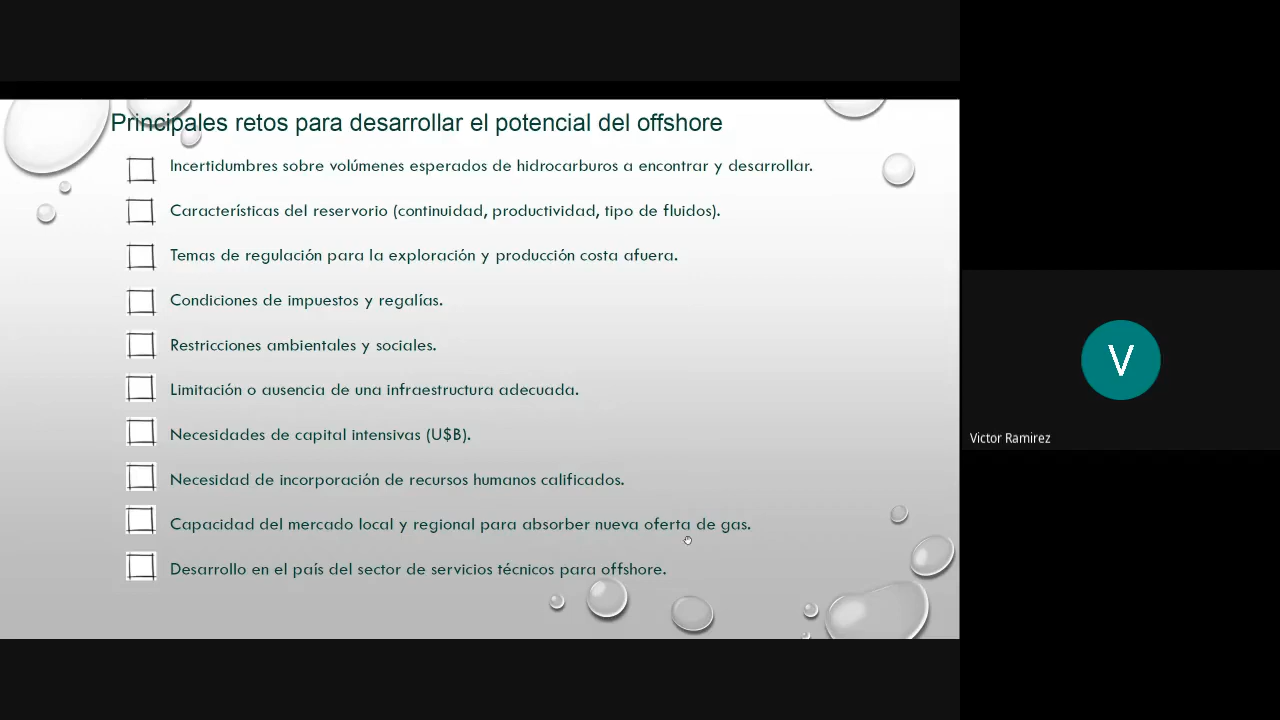 Principales retos para desarrollar el potencial del offshore
Incertidumbres sobre volúmenes esperados de hidrocarburos a encontrar y desarrollar.
Características del reservorio (continuidad, productividad, tipo de fluidos).
Temas de regulación para la exploración y producción costa afuera.
Condiciones de impuestos y regalías.
Restricciones ambientales y sociales.
Limitación o ausencia de una infraestructura adecuada.
Necesidades de capital intensivas (U$B).
Necesidad de incorporación de recursos humanos calificados.
Capacidad del mercado local y regional para absorber nueva oferta de gas.
Desarrollo en el país del sector de servicios técnicos para offshore.
V
Victor Ramirez